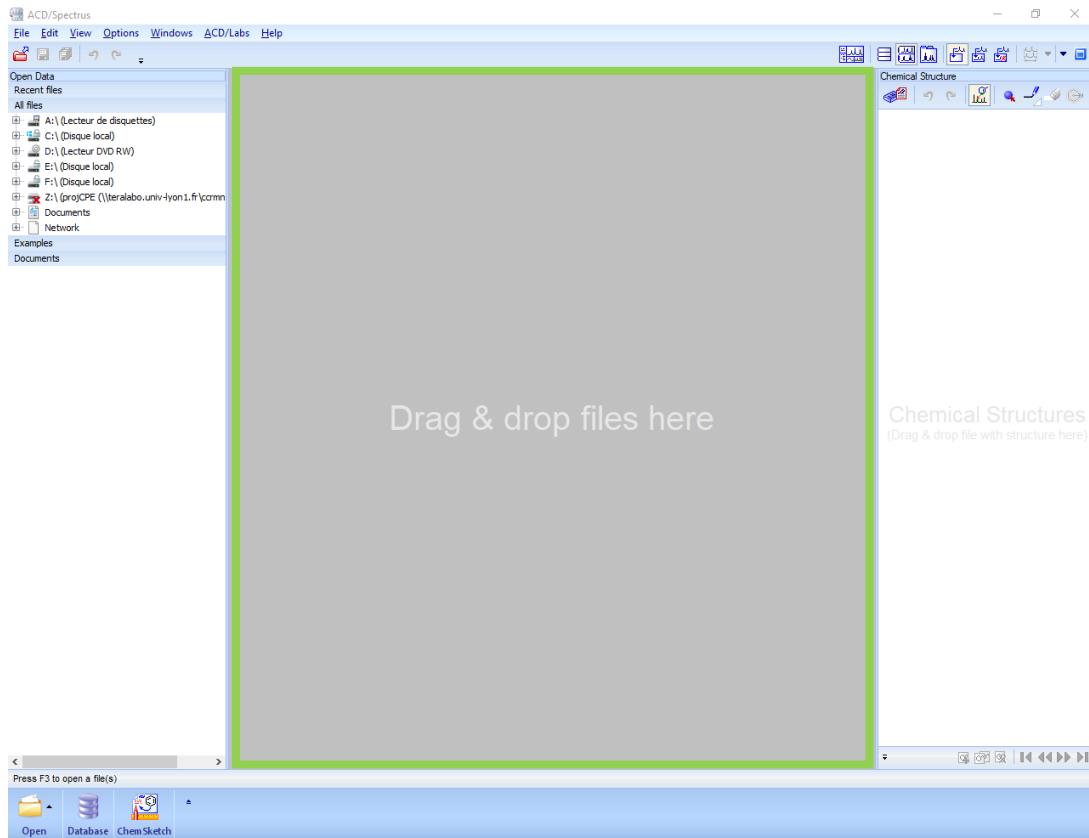 ACD/Spectrus
File Edit View Options Windows ACD/Labs Help
Open Data
Recent files
All files
A:\ (Lecteur de disquettes)
C:\ (Disque local)
D:\ (Lecteur DVD RW)
E:\ (Disque local)
F:\ (Disque local)
Z:\ (projCPE (\\teralabo.univ-lyon1.fr\ccrmn
Documents
Network
Examples
Documents
Drag & drop files here
Chemical Structure
Chemical Structures
(Drag & drop file with structure here)
Press F3 to open a file(s)
Open Database ChemSketch